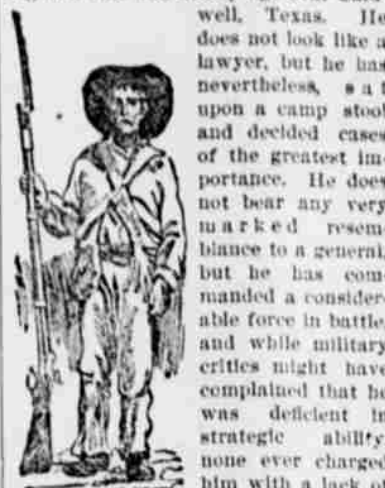 well, Texas. He
does not look like a
lawyer, but he has
nevertheless, sat
upon a camp stool
and decided cases
of the greatest im-
portance. He does
not bear any very
marked resem-
blance to a general,
but he has com-
manded a consider-
able force in battle,
and while military
critics might have
complained that he
was deficient in
strategic ability
none ever charged
him with a lack of